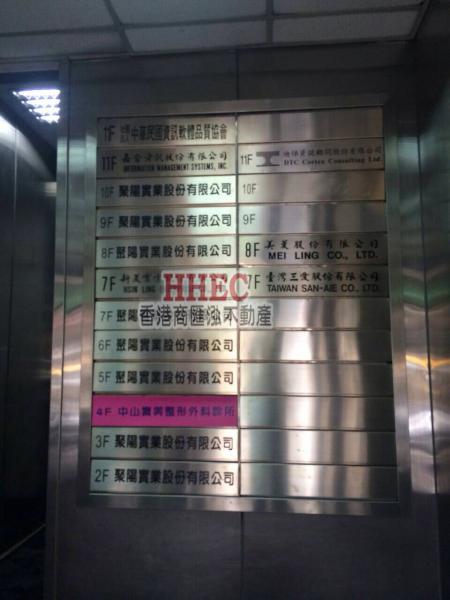 11F 中華民國資訊軟體品質協會
11F 嘉會資訊股份有限公司
INFORMATION MANAGEMENT SYSTEMS, INC.
11F
DTC Cortex Consulting Ltd.
10F 聚陽實業股份有限公司
10F
9F 聚陽實業股份有限公司
9F
8F 聚陽實業股份有限公司
8F 美菱股份有限公司
MEI LING CO., LTD.
7F
HSIN LING
7F 臺灣三愛股份有限公司
TAIWAN SAN-AIE CO., LTD.
HHEC
香港商匯泓不動產
7F 聚陽
6F 聚陽實業股份有限公司
5F 聚陽實業股份有限公司
4F 中山實美整形外科診所
3F 聚陽實業股份有限公司
2F 聚陽實業股份有限公司